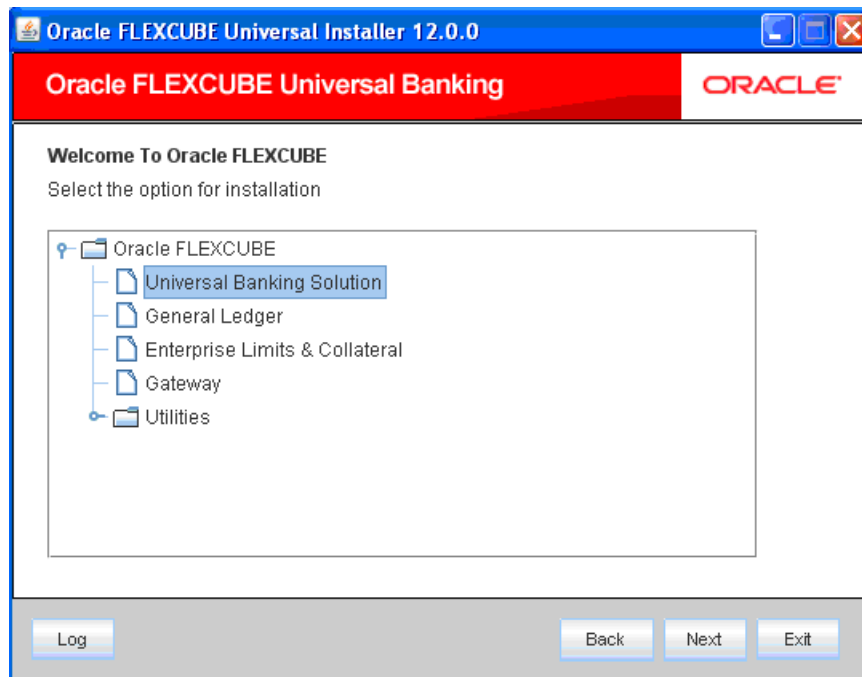 Oracle FLEXCUBE Universal Installer 12.0.0
Oracle FLEXCUBE Universal Banking
ORACLE
Welcome To Oracle FLEXCUBE
Select the option for installation
Oracle FLEXCUBE
Universal Banking Solution
General Ledger
Enterprise Limits & Collateral
Gateway
Utilities
Log
Back
Next
Exit